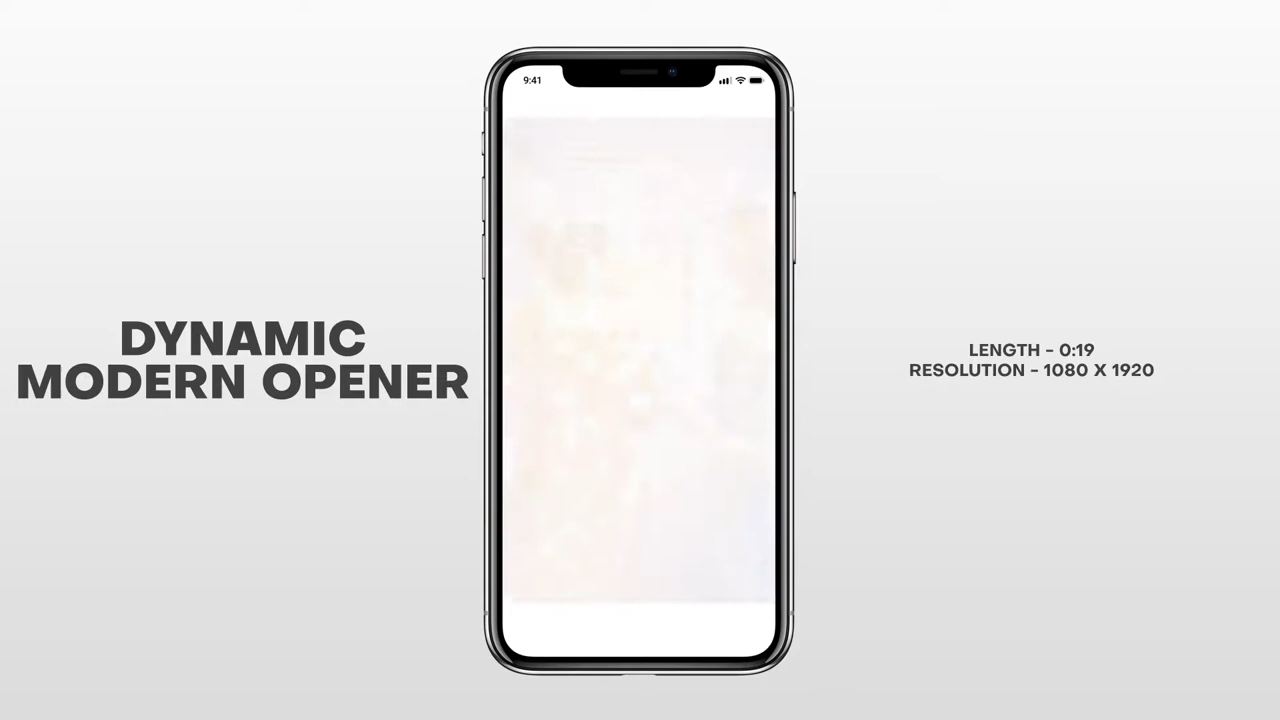 9:41
DYNAMIC
MODERN OPENER
LENGTH - 0:19
RESOLUTION - 1080 X 1920